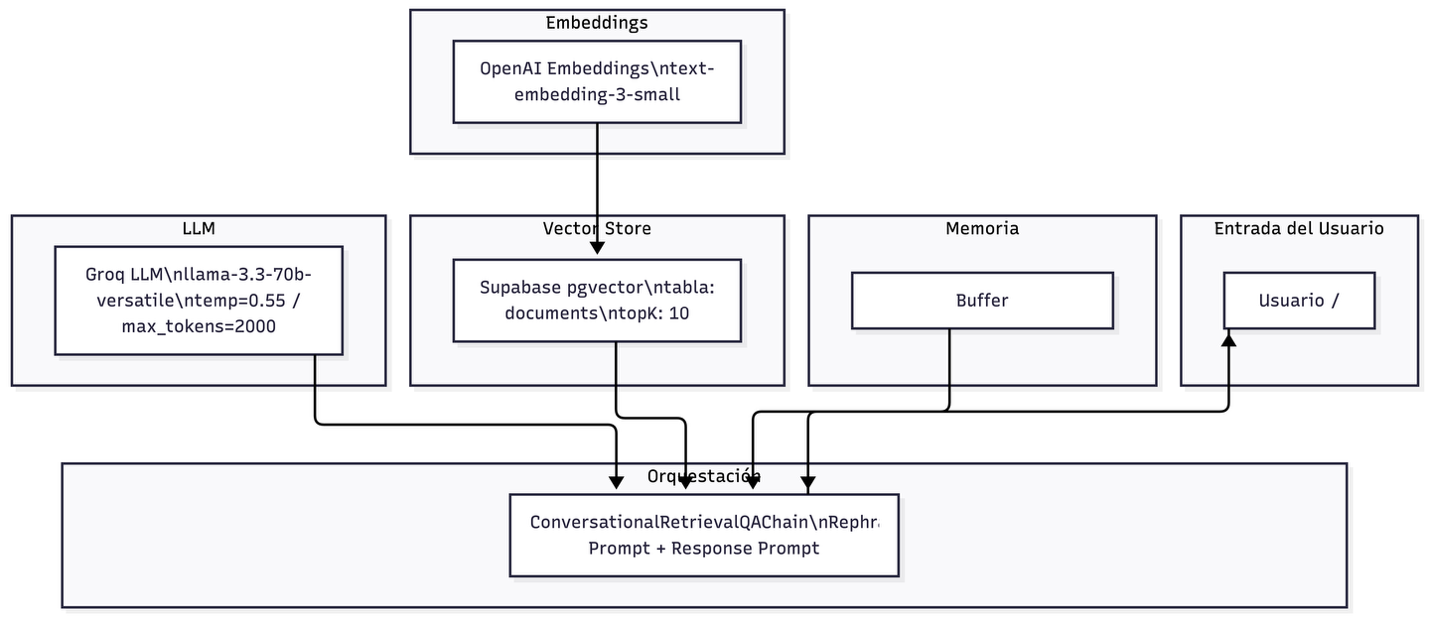 Embeddings
OpenAI Embeddings\ntext-
embedding-3-small
LLM
Groq LLM\nllama-3.3-70b-
versatile\ntemp=0.55 /
max_tokens=2000
Vector Store
Supabase pgvector\ntabla:
documents\ntopK: 10
Memoria
Buffer
Entrada del Usuario
Usuario /
Orquestación
ConversationalRetrievalQAChain\nRephr
Prompt + Response Prompt